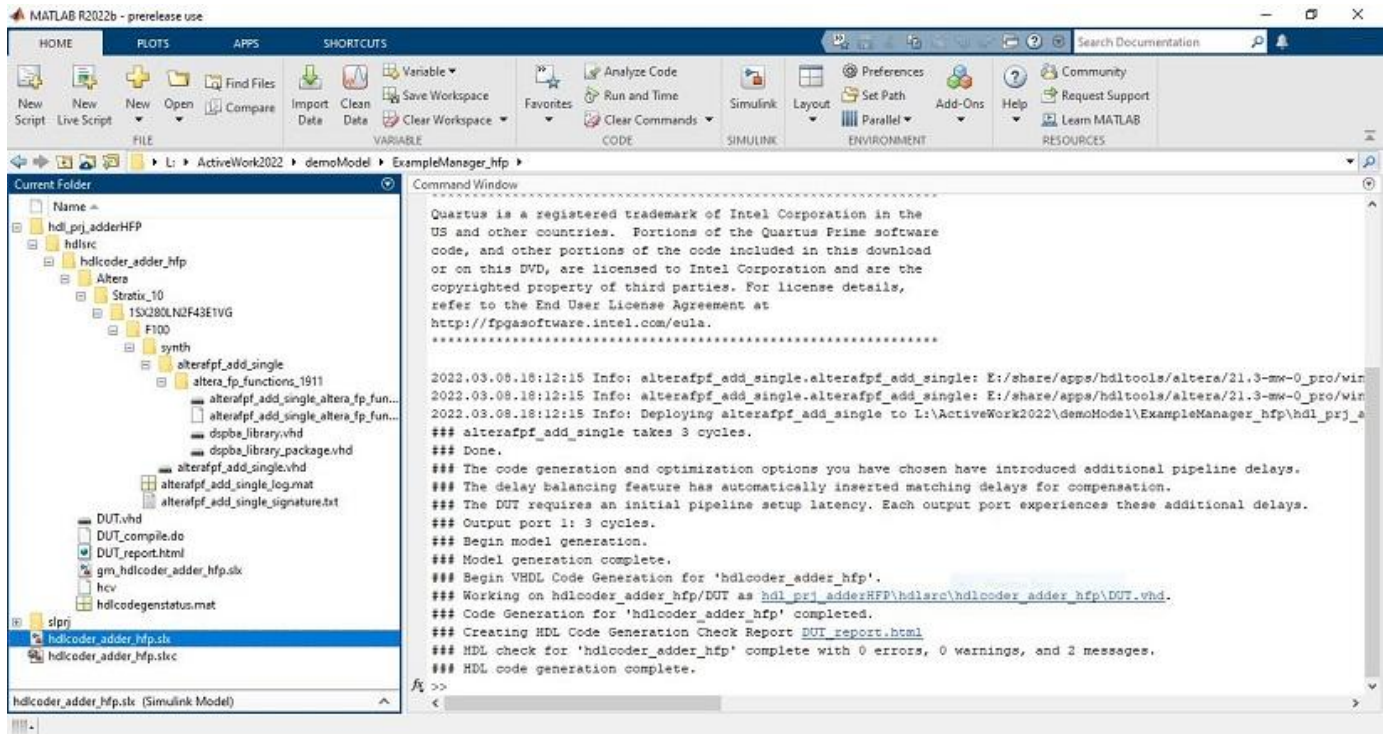 MATLAB R2022b - prerelease use
HOME PLOTS APPS SHORTCUTS Search Documentation
New Script
New Live Script
New
Open
Find Files
Compare
FILE
Import Data
Clean Data
Variable
Save Workspace
Clear Workspace
VARIABLE
Favorites
Analyze Code
Run and Time
Clear Commands
CODE
Simulink
SIMULINK
Layout
Preferences
Set Path
Parallel
Add-Ons
ENVIRONMENT
Help
Community
Request Support
Learn MATLAB
RESOURCES
L: ▸ ActiveWork2022 ▸ demoModel ▸ ExampleManager_hfp ▸
Current Folder
Name
hdl_prj_adderHFP
hdlsrc
hdlcoder_adder_hfp
Altera
Stratix_10
1SX280LN2F43E1VG
F100
synth
alterafpf_add_single
altera_fp_functions_1911
alterafpf_add_single_altera_fp_fun...
alterafpf_add_single_altera_fp_fun...
dspba_library.vhd
dspba_library_package.vhd
alterafpf_add_single.vhd
alterafpf_add_single_log.mat
alterafpf_add_single_signature.txt
DUT.vhd
DUT_compile.do
DUT_report.html
gm_hdlcoder_adder_hfp.slx
hcv
hdlcodegenstatus.mat
slprj
hdlcoder_adder_hfp.slx
hdlcoder_adder_hfp.slxc
hdlcoder_adder_hfp.slx (Simulink Model)
Command Window
Quartus is a registered trademark of Intel Corporation in the
US and other countries. Portions of the Quartus Prime software
code, and other portions of the code included in this download
or on this DVD, are licensed to Intel Corporation and are the
copyrighted property of third parties. For license details,
refer to the End User License Agreement at
http://fpgasoftware.intel.com/eula.
***********************************************************
2022.03.08.18:12:15 Info: alterafpf_add_single.alterafpf_add_single: E:/share/apps/hdltools/altera/21.3-mw-0_pro/win
2022.03.08.18:12:15 Info: alterafpf_add_single.alterafpf_add_single: E:/share/apps/hdltools/altera/21.3-mw-0_pro/win
2022.03.08.18:12:15 Info: Deploying alterafpf_add_single to L:\ActiveWork2022\demoModel\ExampleManager_hfp\hdl_prj_a
### alterafpf_add_single takes 3 cycles.
### Done.
### The code generation and optimization options you have chosen have introduced additional pipeline delays.
### The delay balancing feature has automatically inserted matching delays for compensation.
### The DUT requires an initial pipeline setup latency. Each output port experiences these additional delays.
### Output port 1: 3 cycles.
### Begin model generation.
### Model generation complete.
### Begin VHDL Code Generation for 'hdlcoder_adder_hfp'.
### Working on hdlcoder_adder_hfp/DUT as hdl_prj_adderHFP\hdlsrc\hdlcoder_adder_hfp\DUT.vhd.
### Code Generation for 'hdlcoder_adder_hfp' completed.
### Creating HDL Code Generation Check Report DUT_report.html
### HDL check for 'hdlcoder_adder_hfp' complete with 0 errors, 0 warnings, and 2 messages.
### HDL code generation complete.
fx >>